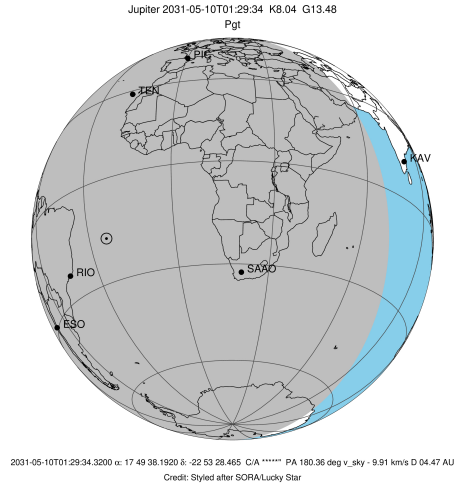 Jupiter 2031-05-10T01:29:34 K8.04 G13.48
Pgt
PIC
TEN
KAV
RIO
SAAO
ESO
2031-05-10T01:29:34.3200 α: 17 49 38.1920 δ: -22 53 28.465 C/A *****" PA 180.36 deg v_sky - 9.91 km/s D 04.47 AU
Credit: Styled after SORA/Lucky Star